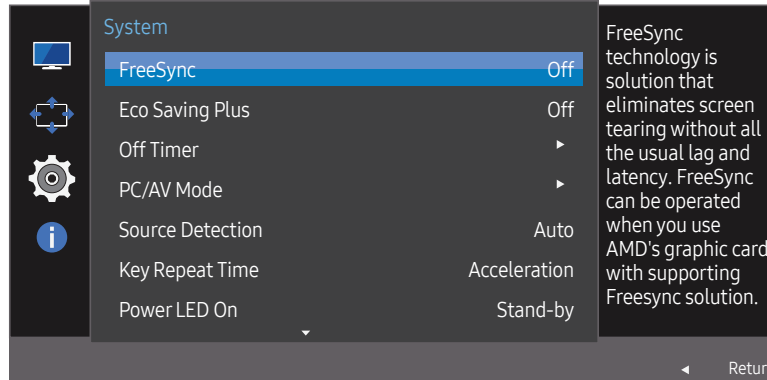 System
FreeSync Off
Eco Saving Plus Off
Off Timer
PC/AV Mode
Source Detection Auto
Key Repeat Time Acceleration
Power LED On Stand-by
FreeSync
technology is
solution that
eliminates screen
tearing without all
the usual lag and
latency. FreeSync
can be operated
when you use
AMD's graphic card
with supporting
Freesync solution.
Retur